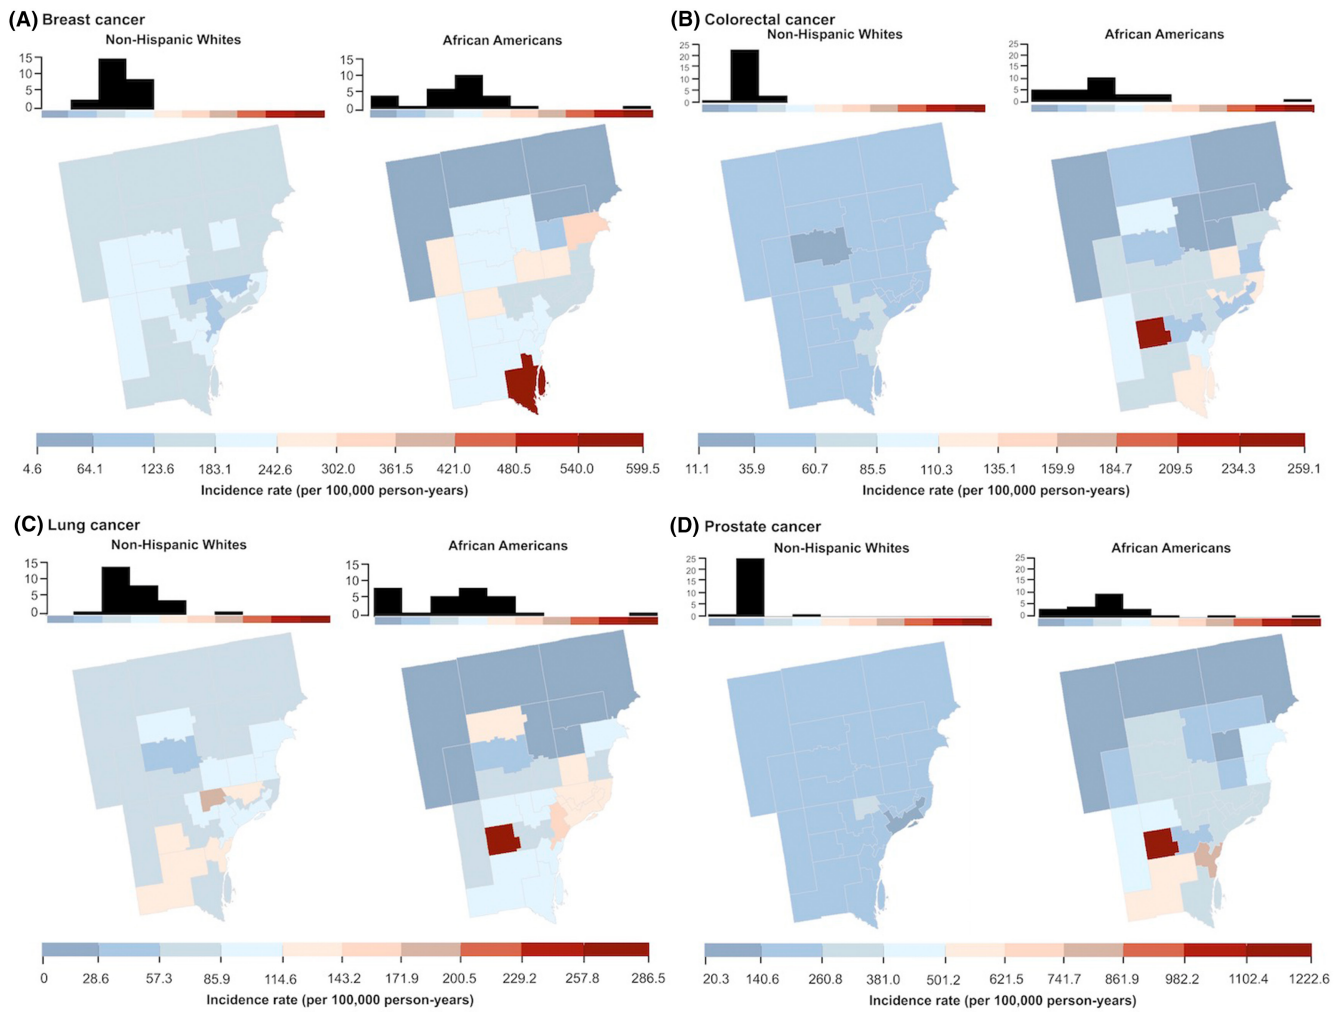 (A) Breast cancer
Non-Hispanic Whites
African Americans
15
10
5
0
15
10
5
0
4.6 64.1 123.6 183.1 242.6 302.0 361.5 421.0 480.5 540.0 599.5
Incidence rate (per 100,000 person-years)
(B) Colorectal cancer
Non-Hispanic Whites
African Americans
25
20
15
10
5
0
25
20
15
10
5
0
11.1 35.9 60.7 85.5 110.3 135.1 159.9 184.7 209.5 234.3 259.1
Incidence rate (per 100,000 person-years)
(C) Lung cancer
Non-Hispanic Whites
African Americans
15
10
5
0
15
10
5
0
0 28.6 57.3 85.9 114.6 143.2 171.9 200.5 229.2 257.8 286.5
Incidence rate (per 100,000 person-years)
(D) Prostate cancer
Non-Hispanic Whites
African Americans
25
20
15
10
5
0
25
20
15
10
5
0
20.3 140.6 260.8 381.0 501.2 621.5 741.7 861.9 982.2 1102.4 1222.6
Incidence rate (per 100,000 person-years)